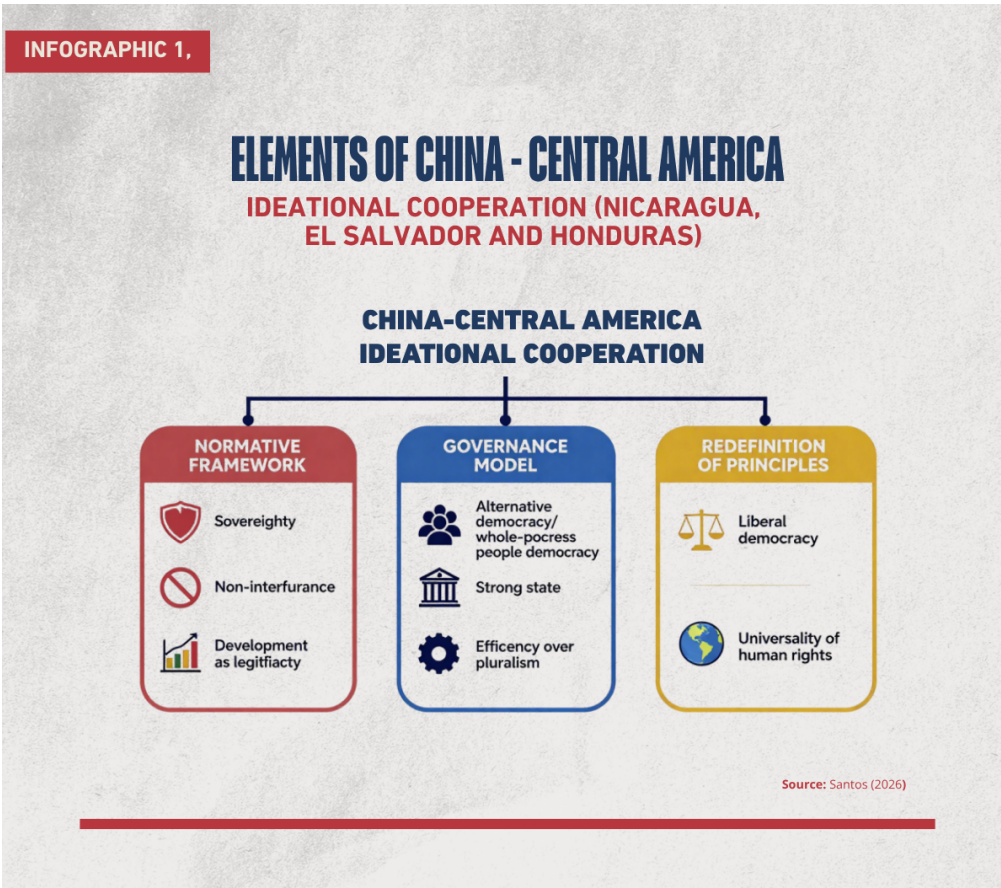 INFOGRAPHIC 1,
ELEMENTS OF CHINA - CENTRAL AMERICA
IDEATIONAL COOPERATION (NICARAGUA,
EL SALVADOR AND HONDURAS)
CHINA-CENTRAL AMERICA
IDEATIONAL COOPERATION
NORMATIVE
FRAMEWORK
Sovereighty
Non-interfurance
Development
as legitfiacty
GOVERNANCE
MODEL
Alternative
democracy/
whole-pocress
people democracy
Strong state
Efficency over
pluralism
REDEFINITION
OF PRINCIPLES
Liberal
democracy
Universality of
human rights
Source: Santos (2026)